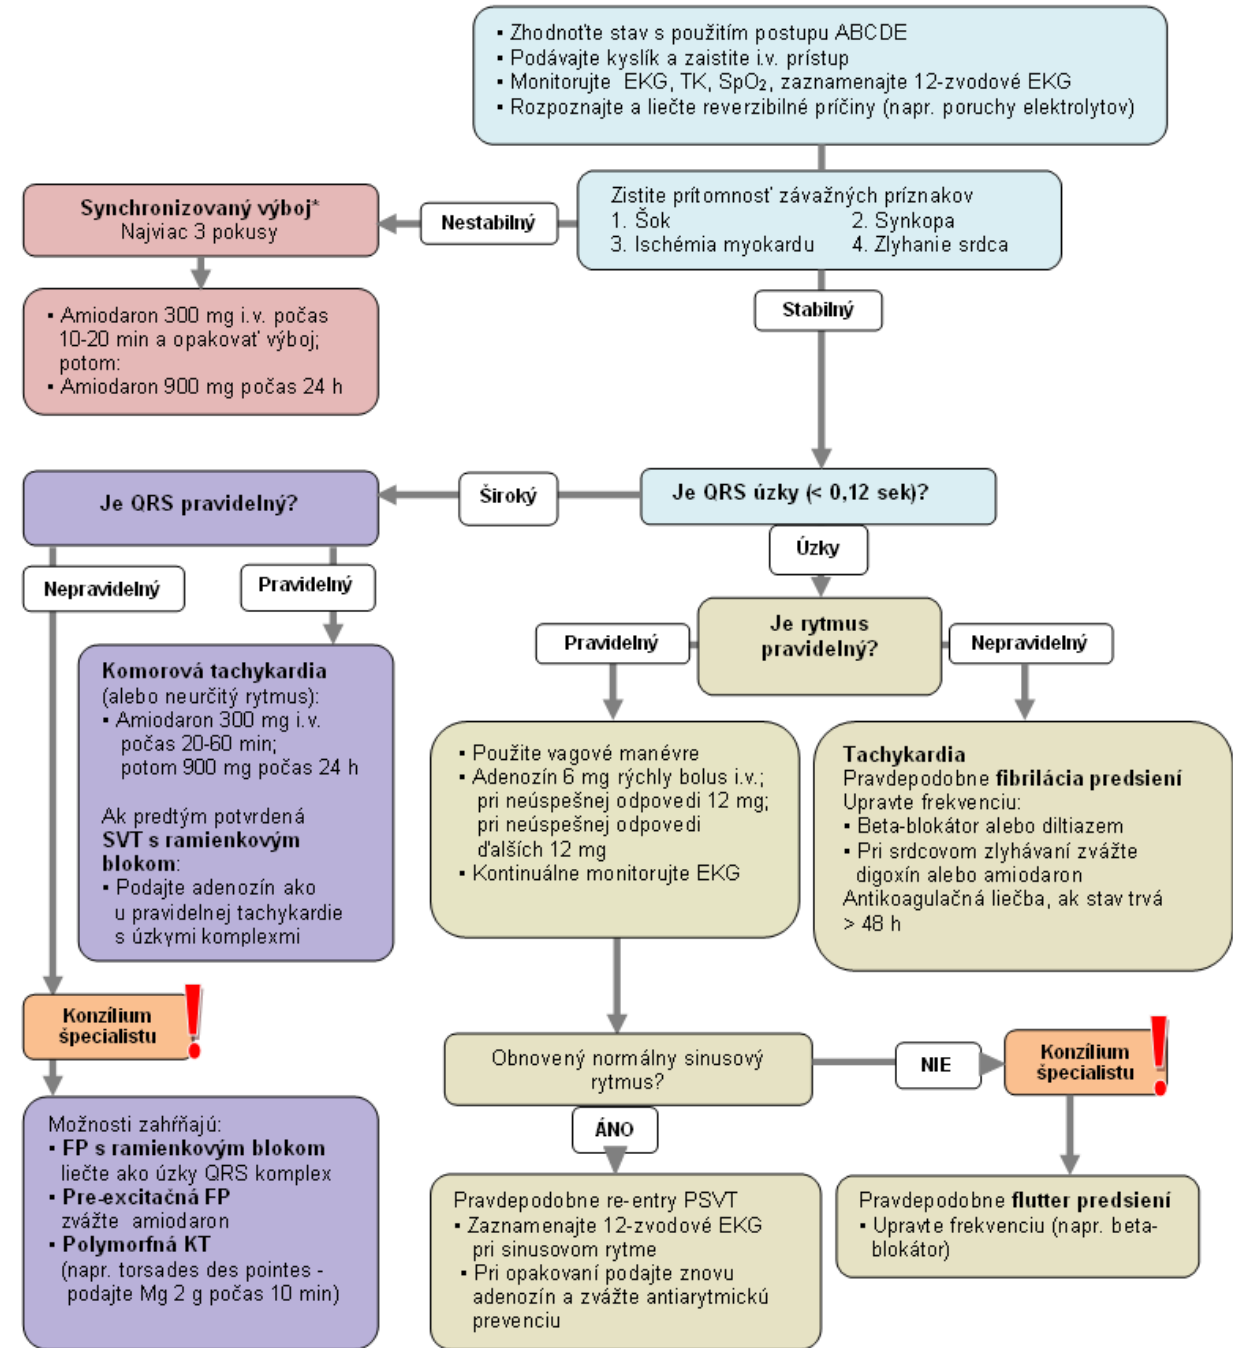 ▪ Zhodnoťte stav s použitím postupu ABCDE
▪ Podávajte kyslík a zaistite i.v. prístup
▪ Monitorujte EKG, TK, SpO₂, zaznamenajte 12-zvodové EKG
▪ Rozpoznajte a liečte reverzibilné príčiny (napr. poruchy elektrolytov)
Zistite prítomnosť závažných príznakov
1. Šok 2. Synkopa
3. Ischémia myokardu 4. Zlyhanie srdca
Nestabilný
Synchronizovaný výboj*
Najviac 3 pokusy
▪ Amiodaron 300 mg i.v. počas
10-20 min a opakovať výboj;
potom:
▪ Amiodaron 900 mg počas 24 h
Stabilný
Je QRS úzky (< 0,12 sek)?
Široký
Je QRS pravidelný?
Nepravidelný
Pravidelný
Komorová tachykardia
(alebo neurčitý rytmus):
▪ Amiodaron 300 mg i.v.
počas 20-60 min;
potom 900 mg počas 24 h
Ak predtým potvrdená
SVT s ramienkovým
blokom:
▪ Podajte adenozín ako
u pravidelnej tachykardie
s úzkymi komplexmi
Konzílium
špecialistu
Možnosti zahŕňajú:
▪ FP s ramienkovým blokom
liečte ako úzky QRS komplex
▪ Pre-excitačná FP
zvážte amiodaron
▪ Polymorfná KT
(napr. torsades des pointes -
podajte Mg 2 g počas 10 min)
Úzky
Je rytmus
pravidelný?
Pravidelný
Nepravidelný
▪ Použite vagové manévre
▪ Adenozín 6 mg rýchly bolus i.v.;
pri neúspešnej odpovedi 12 mg;
pri neúspešnej odpovedi
ďalších 12 mg
▪ Kontinuálne monitorujte EKG
Tachykardia
Pravdepodobne fibrilácia predsiení
Upravte frekvenciu:
▪ Beta-blokátor alebo diltiazem
▪ Pri srdcovom zlyhávaní zvážte
digoxín alebo amiodaron
Antikoagulačná liečba, ak stav trvá
> 48 h
Obnovený normálny sinusový
rytmus?
NIE
Konzílium
špecialistu
ÁNO
Pravdepodobne re-entry PSVT
▪ Zaznamenajte 12-zvodové EKG
pri sinusovom rytme
▪ Pri opakovaní podajte znovu
adenozín a zvážte antiarytmickú
prevenciu
Pravdepodobne flutter predsiení
▪ Upravte frekvenciu (napr. beta-
blokátor)